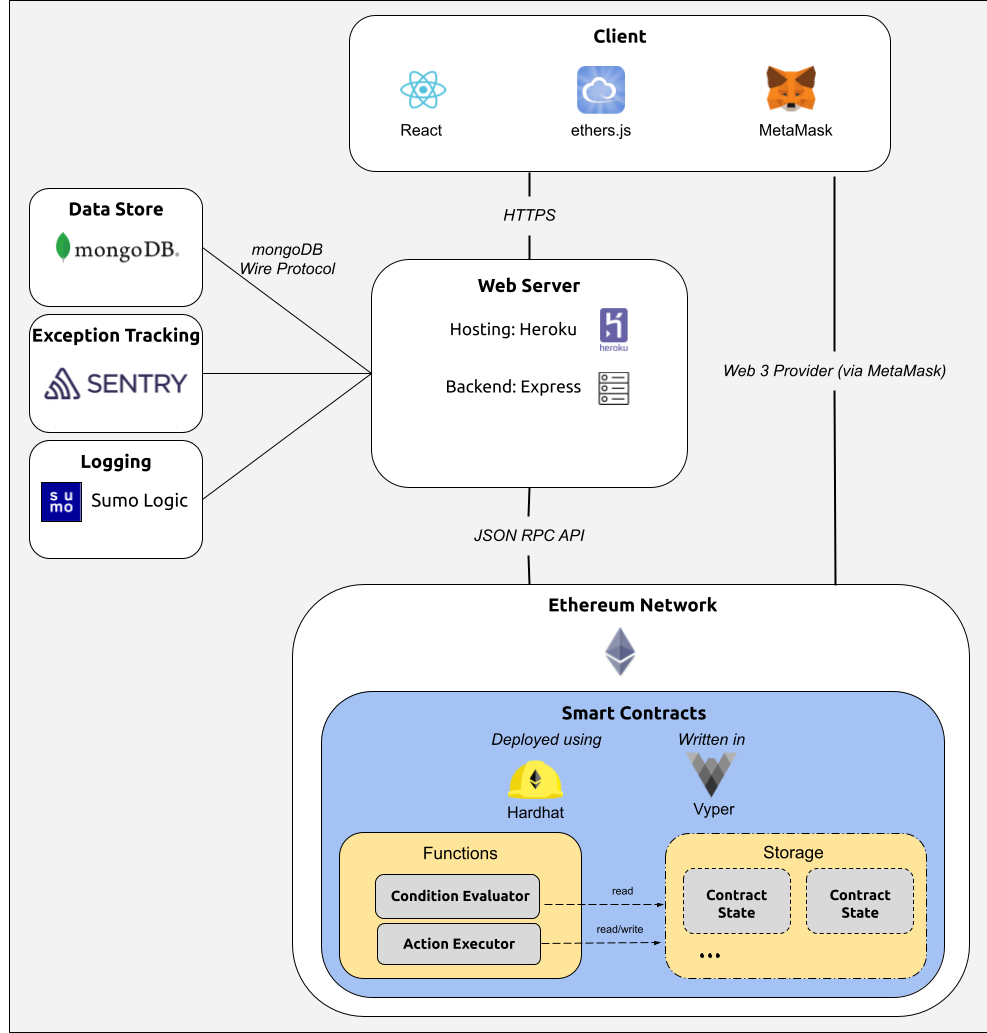 Client
React
ethers.js
MetaMask
HTTPS
Data Store
mongoDB.
mongoDB
Wire Protocol
Exception Tracking
SENTRY
Logging
su
mo
Sumo Logic
Web Server
Hosting: Heroku
heroku
Backend: Express
Web 3 Provider (via MetaMask)
JSON RPC API
Ethereum Network
Smart Contracts
Deployed using
Written in
Hardhat
Vyper
Functions
Condition Evaluator
Action Executor
read
read/write
Storage
Contract
State
Contract
State
...